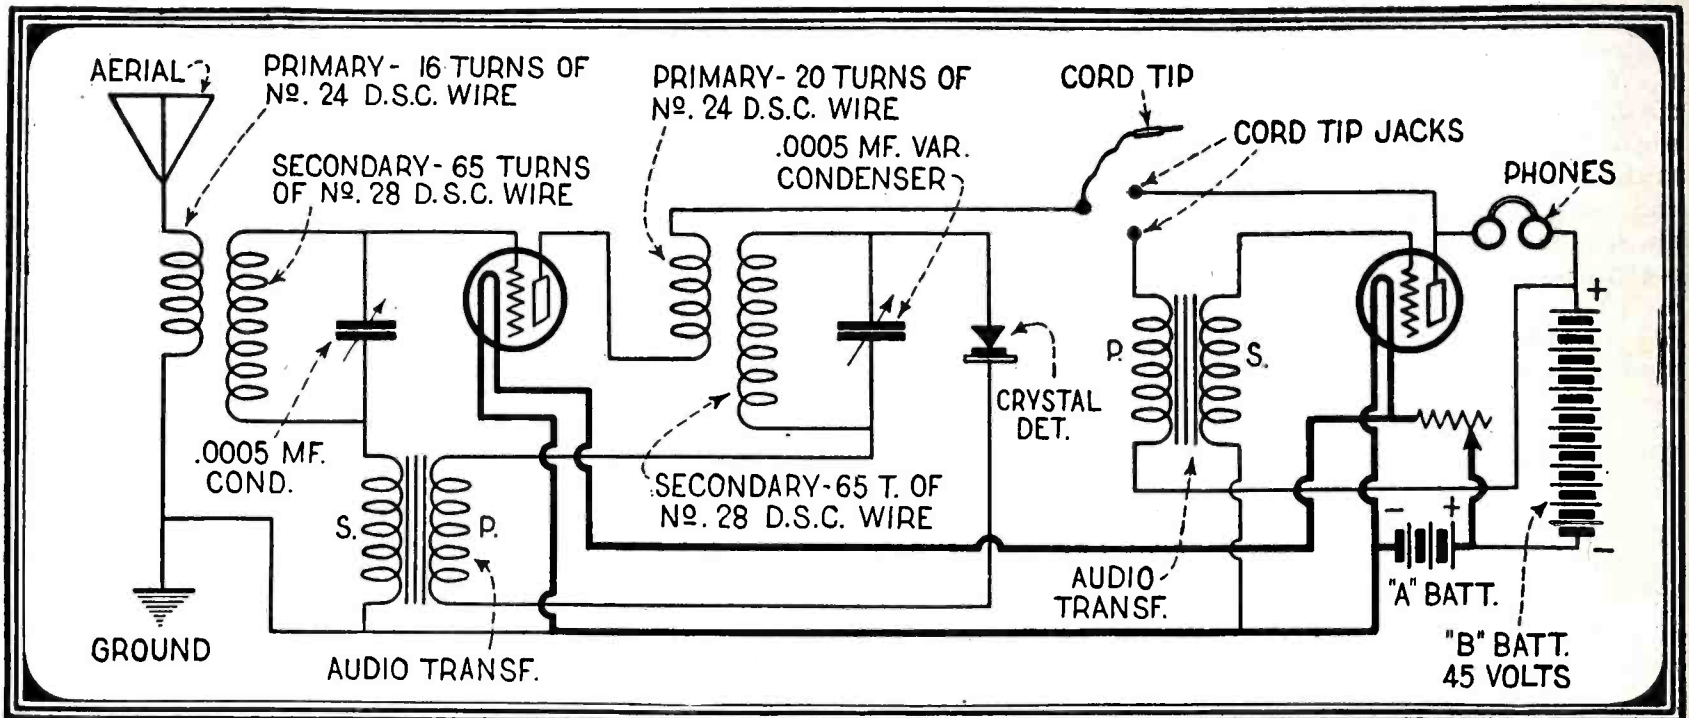 AERIAL
PRIMARY- 16 TURNS OF
Nº. 24 D.S.C. WIRE
SECONDARY- 65 TURNS
OF Nº. 28 D.S.C. WIRE
PRIMARY- 20 TURNS OF
Nº. 24 D.S.C. WIRE
.0005 MF. VAR.
CONDENSER
CORD TIP
CORD TIP JACKS
PHONES
+
P.
S.
CRYSTAL
DET.
.0005 MF.
COND.
SECONDARY-65 T. OF
Nº. 28 D.S.C. WIRE
S.
P.
- +
-
AUDIO
TRANSF.
"A" BATT.
GROUND
AUDIO TRANSF.
"B" BATT.
45 VOLTS